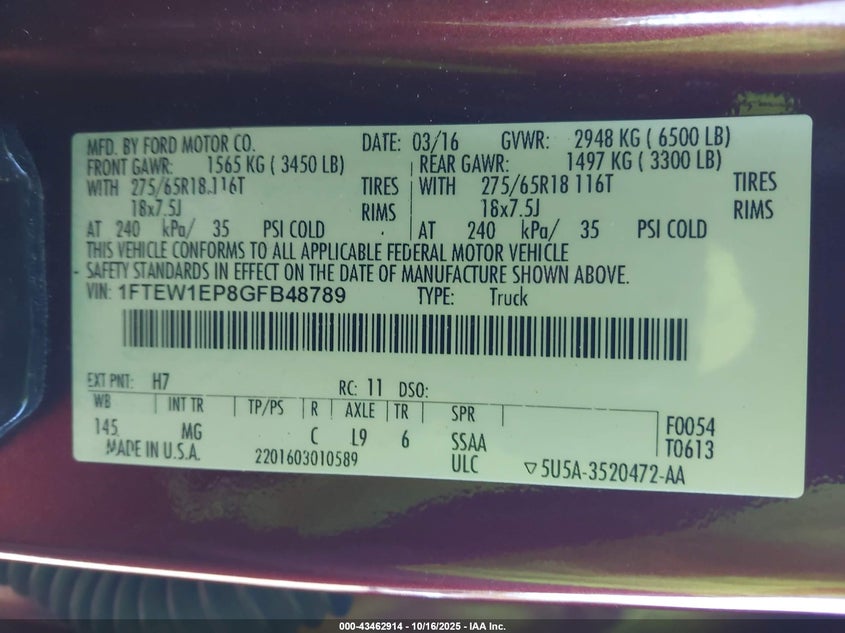 MFD. BY FORD MOTOR CO. DATE: 03/16 GVWR: 2948 KG ( 6500 LB)
FRONT GAWR: 1565 KG ( 3450 LB) REAR GAWR: 1497 KG ( 3300 LB)
WITH 275/65R18 116T TIRES WITH 275/65R18 116T TIRES
18x7.5J RIMS 18x7.5J RIMS
AT 240 kPa/ 35 PSI COLD AT 240 kPa/ 35 PSI COLD
THIS VEHICLE CONFORMS TO ALL APPLICABLE FEDERAL MOTOR VEHICLE
SAFETY STANDARDS IN EFFECT ON THE DATE OF MANUFACTURE SHOWN ABOVE.
VIN: 1FTEW1EP8GFB48789 TYPE: Truck
EXT PNT: H7 RC: 11 DSO:
WB INT TR TP/PS R AXLE TR SPR F0054
145 MG C L9 6 SSAA T0613
MADE IN U.S.A. 2201603010589 ULC ▽5U5A-3520472-AA
000-43462914 - 10/16/2025 - IAA Inc.